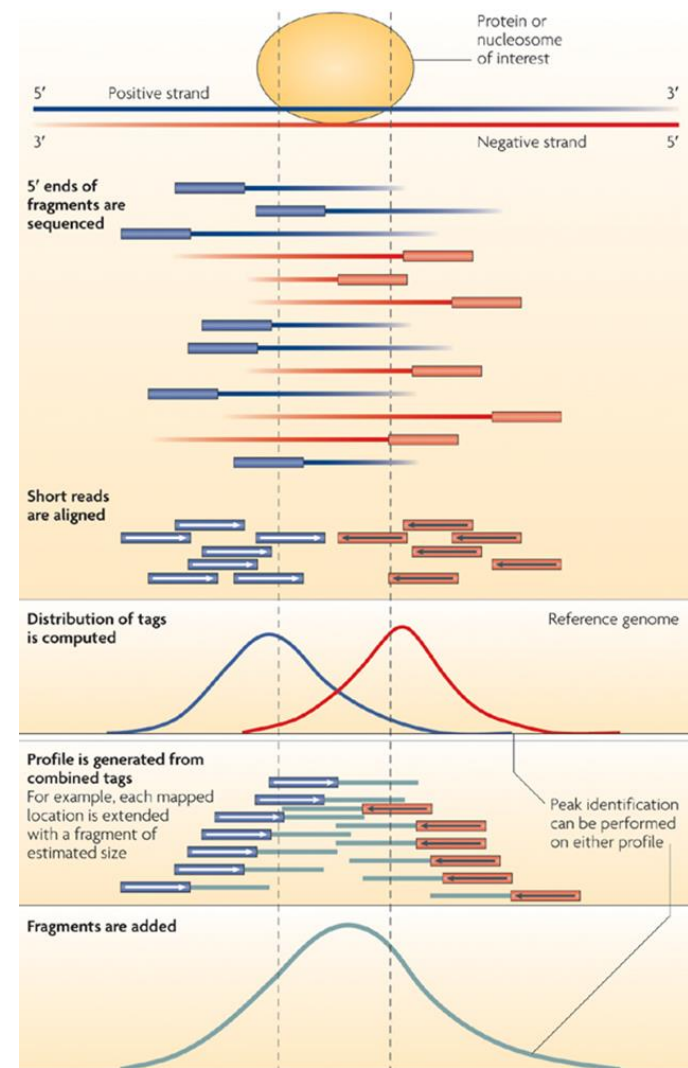 Protein or
nucleosome
of interest
5′
Positive strand
3′
3′
Negative strand
5′
5′ ends of
fragments are
sequenced
Short reads
are aligned
Distribution of tags
is computed
Reference genome
Profile is generated from
combined tags
For example, each mapped
location is extended
with a fragment of
estimated size
Peak identification
can be performed
on either profile
Fragments are added